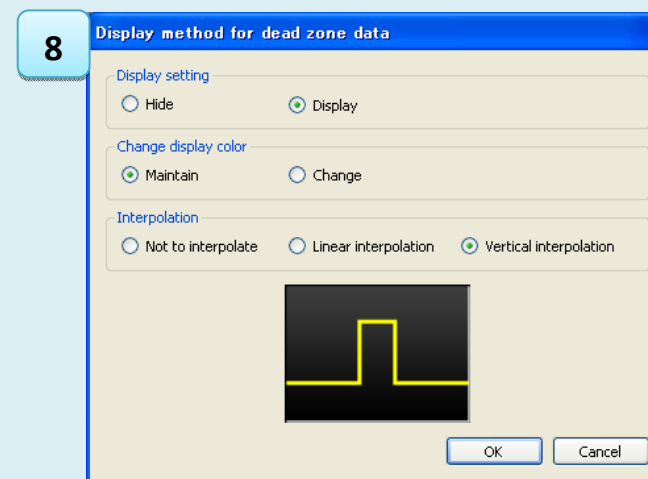 8
Display method for dead zone data
Display setting
Hide Display
Change display color
Maintain Change
Interpolation
Not to interpolate Linear interpolation Vertical interpolation
OK Cancel